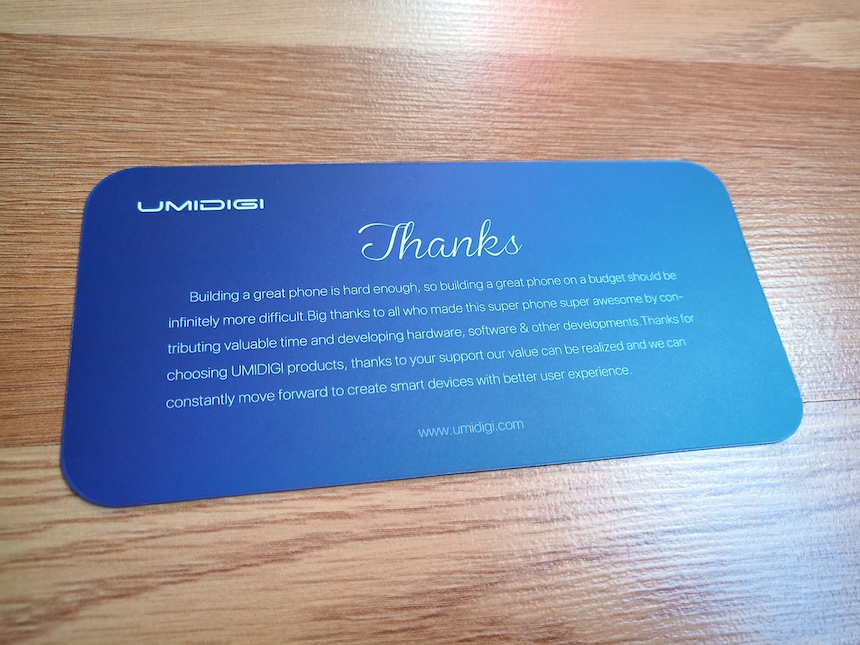 UMIDIGI
Thanks
Building a great phone is hard enough, so building a great phone on a budget should be
infinitely more difficult.Big thanks to all who made this super phone super awesome by con-
tributing valuable time and developing hardware, software & other developments.Thanks for
choosing UMIDIGI products, thanks to your support our value can be realized and we can
constantly move forward to create smart devices with better user experience.
www.umidigi.com